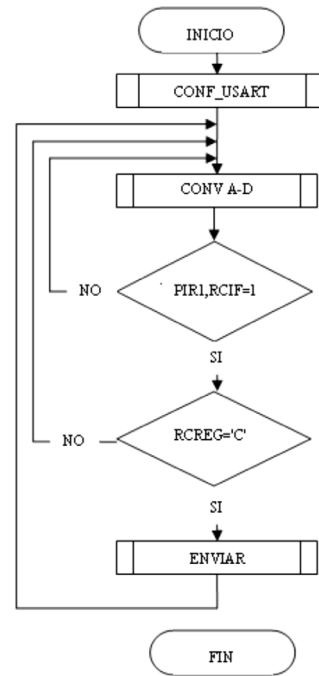 INICIO
CONF_USART
CONV A-D
PIR1,RCIF=1
NO
SI
RCREG='C'
NO
SI
ENVIAR
FIN